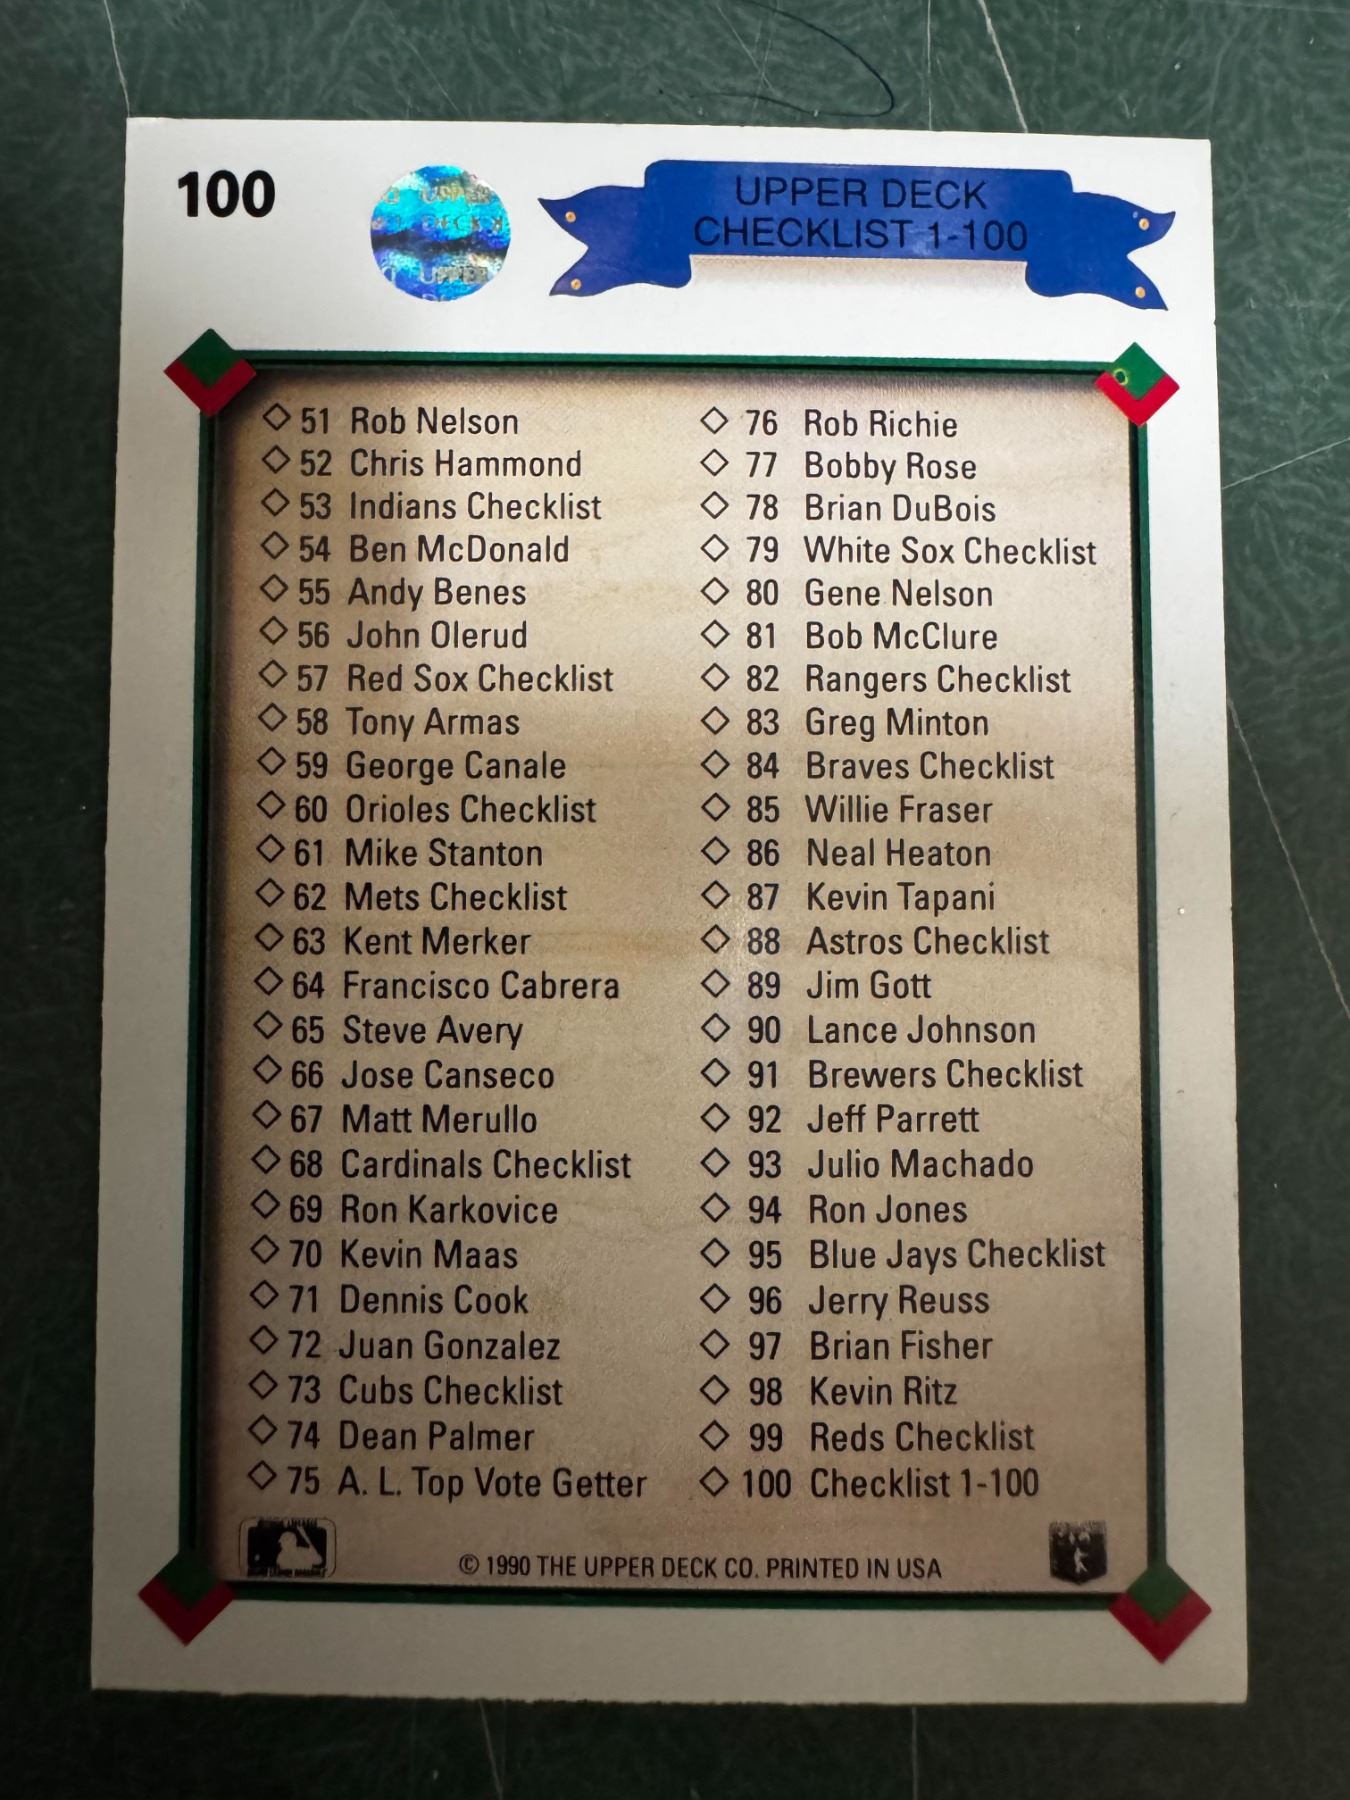 100
UPPER
DECK
UPPER
UPPER DECK
CHECKLIST 1-100
51 Rob Nelson
52 Chris Hammond
53 Indians Checklist
54 Ben McDonald
55 Andy Benes
56 John Olerud
57 Red Sox Checklist
58 Tony Armas
59 George Canale
60 Orioles Checklist
61 Mike Stanton
62 Mets Checklist
63 Kent Merker
64 Francisco Cabrera
65 Steve Avery
66 Jose Canseco
67 Matt Merullo
68 Cardinals Checklist
69 Ron Karkovice
70 Kevin Maas
71 Dennis Cook
72 Juan Gonzalez
73 Cubs Checklist
74 Dean Palmer
75 A. L. Top Vote Getter
76 Rob Richie
77 Bobby Rose
78 Brian DuBois
79 White Sox Checklist
80 Gene Nelson
81 Bob McClure
82 Rangers Checklist
83 Greg Minton
84 Braves Checklist
85 Willie Fraser
86 Neal Heaton
87 Kevin Tapani
88 Astros Checklist
89 Jim Gott
90 Lance Johnson
91 Brewers Checklist
92 Jeff Parrett
93 Julio Machado
94 Ron Jones
95 Blue Jays Checklist
96 Jerry Reuss
97 Brian Fisher
98 Kevin Ritz
99 Reds Checklist
100 Checklist 1-100
© 1990 THE UPPER DECK CO. PRINTED IN USA